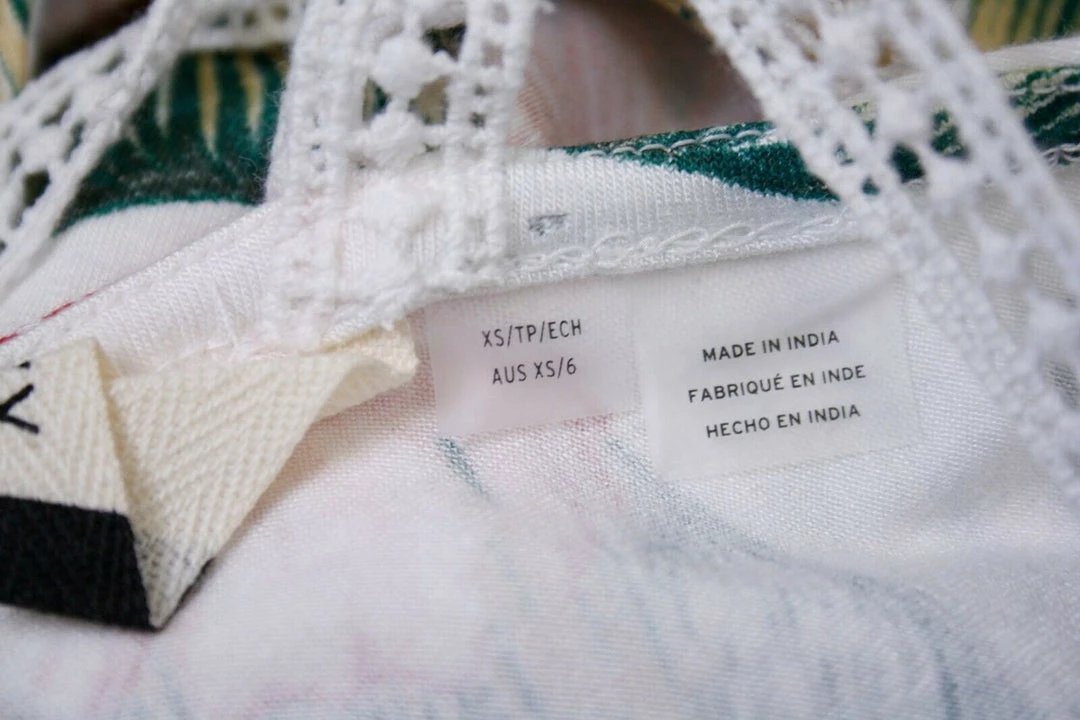 Y
XS/TP/ECH
AUS XS/6
MADE IN INDIA
FABRIQUÉ EN INDE
HECHO EN INDIA